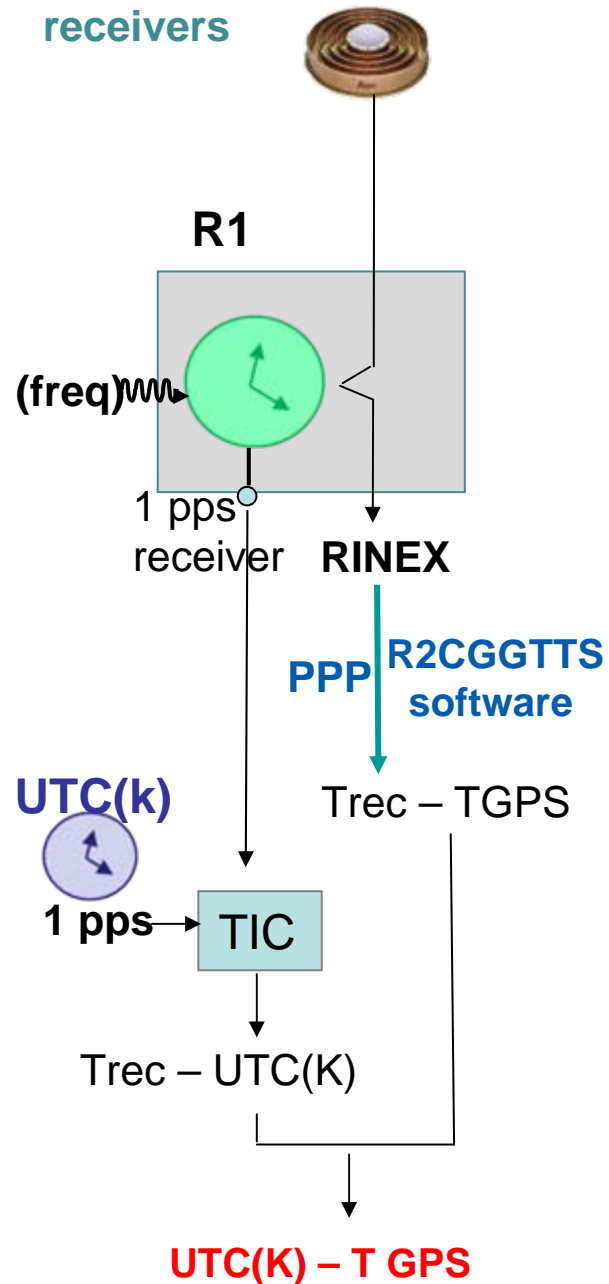 receivers
R1
(freq)
1 pps
receiver
RINEX
PPP
R2CGGTTS
software
UTC(k)
Trec – TGPS
1 pps
TIC
Trec – UTC(K)
UTC(K) – T GPS